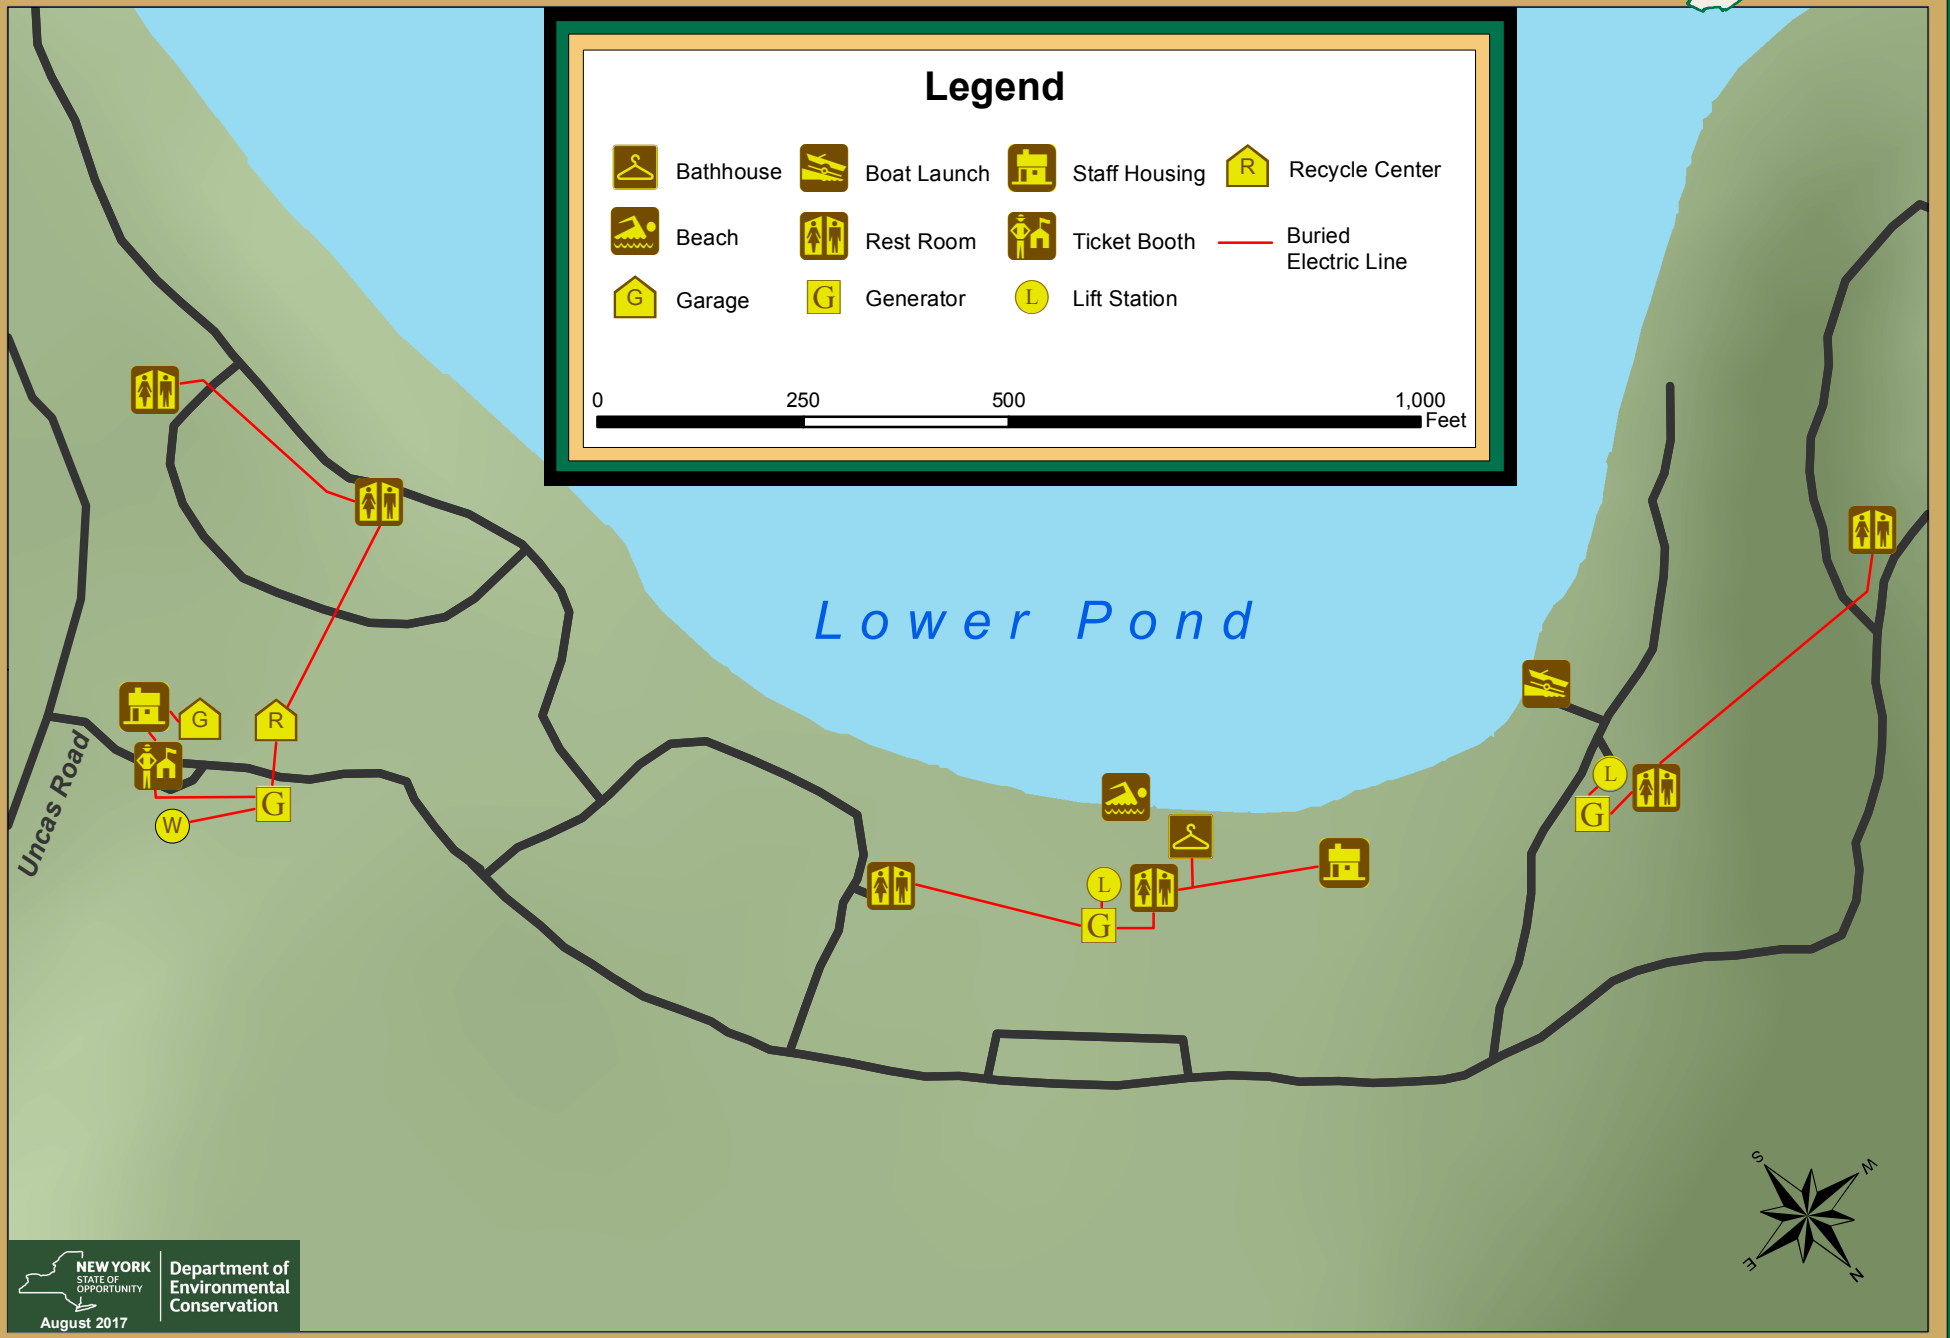 Legend
Bathhouse
Boat Launch
Staff Housing
R
Recycle Center
Beach
Rest Room
Ticket Booth
Buried
Electric Line
G
Garage
G
Generator
L
Lift Station
0
250
500
1,000
Feet
Lower Pond
G
R
G
W
Uncas Road
L
G
L
G
S
W
E
N
NEW YORK
STATE OF
OPPORTUNITY
Department of
Environmental
Conservation
August 2017